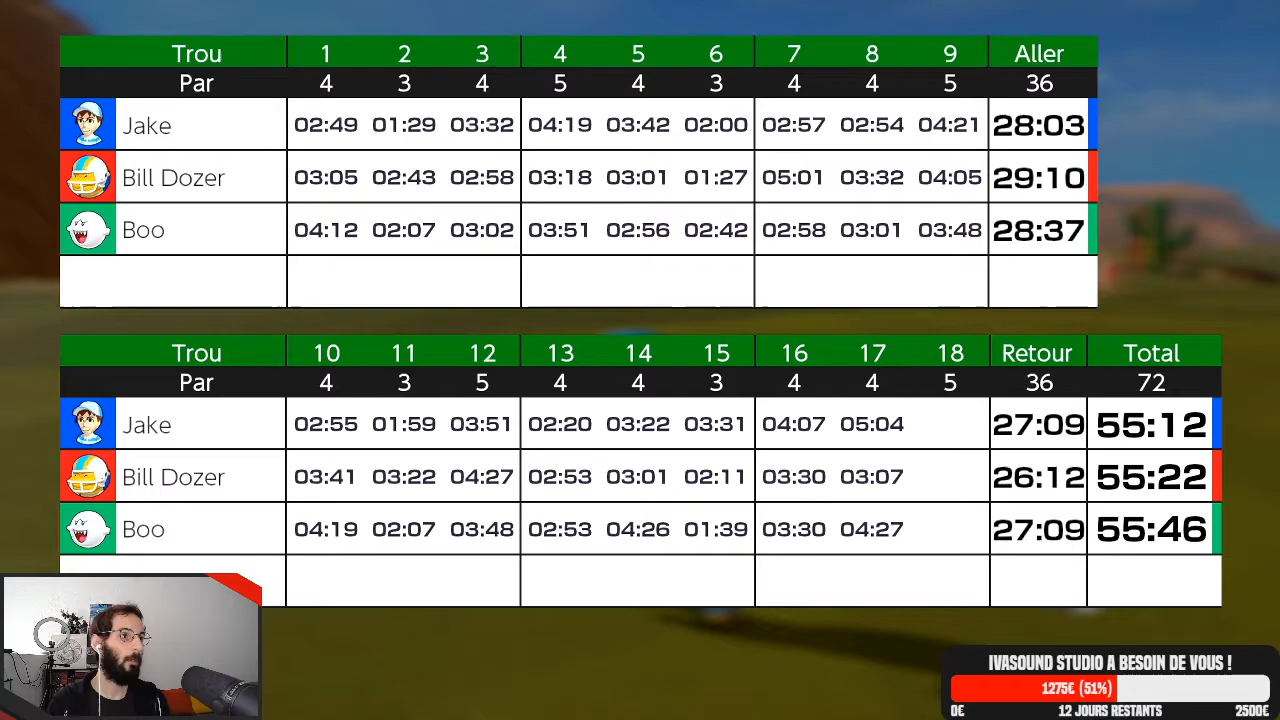 Trou 1 2 3 4 5 6 7 8 9 Aller
Par 4 3 4 5 4 3 4 4 5 36
Jake 02:49 01:29 03:32 04:19 03:42 02:00 02:57 02:54 04:21 28:03
Bill Dozer 03:05 02:43 02:58 03:18 03:01 01:27 05:01 03:32 04:05 29:10
Boo 04:12 02:07 03:02 03:51 02:56 02:42 02:58 03:01 03:48 28:37
Trou 10 11 12 13 14 15 16 17 18 Retour Total
Par 4 3 5 4 4 3 4 4 5 36 72
Jake 02:55 01:59 03:51 02:20 03:22 03:31 04:07 05:04 27:09 55:12
Bill Dozer 03:41 03:22 04:27 02:53 03:01 02:11 03:30 03:07 26:12 55:22
Boo 04:19 02:07 03:48 02:53 04:26 01:39 03:30 04:27 27:09 55:46
IVASOUND STUDIO A BESOIN DE VOUS !
1275€ (51%)
0€ 12 JOURS RESTANTS 2500€